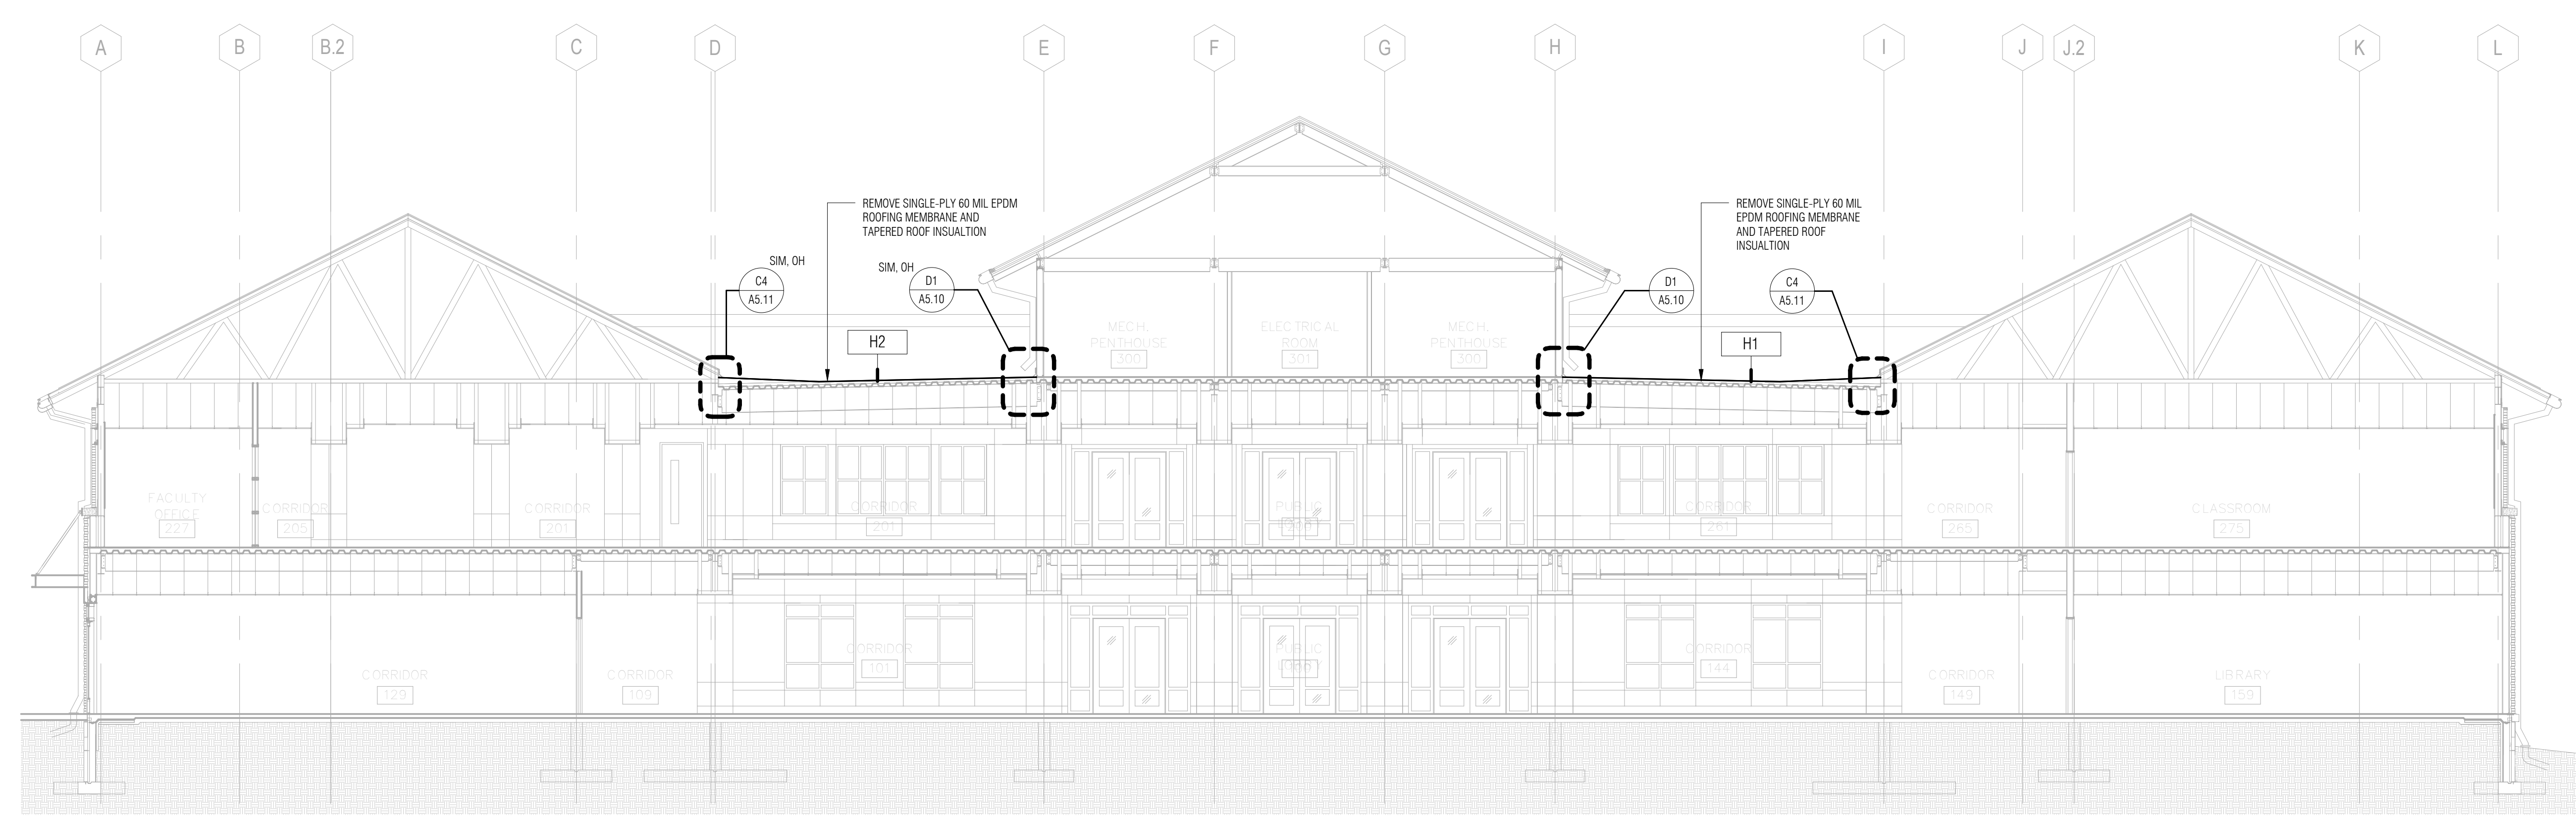 A B B.2 C D E F G H I J J.2 K L
REMOVE SINGLE-PLY 60 MIL EPDM
ROOFING MEMBRANE AND
TAPERED ROOF INSUALTION
REMOVE SINGLE-PLY 60 MIL
EPDM ROOFING MEMBRANE
AND TAPERED ROOF
INSUALTION
SIM, OH
C4
A5.11
SIM, OH
D1
A5.10
D1
A5.10
C4
A5.11
H2
H1
MECH.
PENTHOUSE
300
ELECTRICAL
ROOM
301
MECH.
PENTHOUSE
300
FACULTY
OFFICE
227
CORRIDOR
205
CORRIDOR
201
CORRIDOR
201
PUBLIC
CORRIDOR
261
CORRIDOR
265
CLASSROOM
275
CORRIDOR
129
CORRIDOR
109
CORRIDOR
101
PUBLIC
CORRIDOR
144
CORRIDOR
149
LIBRARY
159